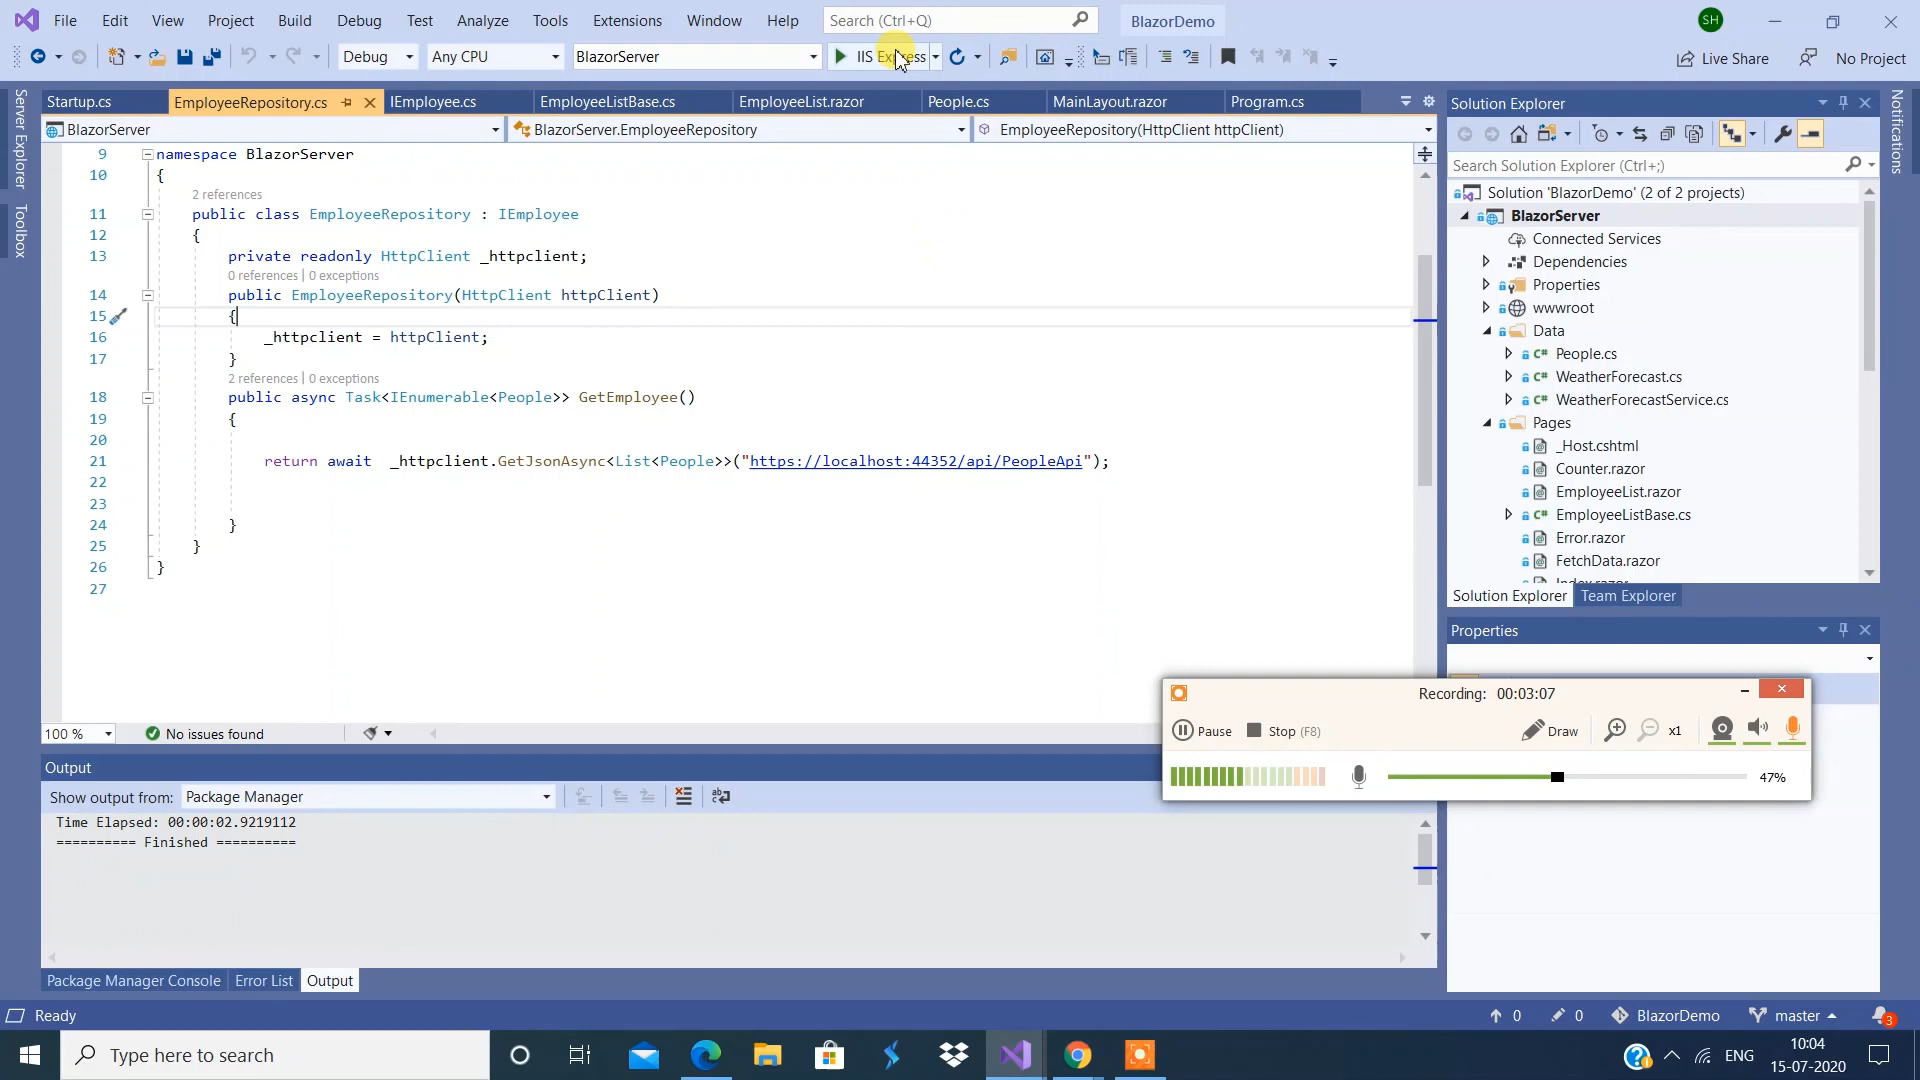 File Edit View Project Build Debug Test Analyze Tools Extensions Window Help Search (Ctrl+Q) BlazorDemo SH
Debug Any CPU BlazorServer IIS Express Live Share No Project
Server Explorer
Toolbox
Startup.cs EmployeeRepository.cs IEmployee.cs EmployeeListBase.cs EmployeeList.razor People.cs MainLayout.razor Program.cs
BlazorServer BlazorServer.EmployeeRepository EmployeeRepository(HttpClient httpClient)
9 namespace BlazorServer
10 {
2 references
11 public class EmployeeRepository : IEmployee
12 {
13 private readonly HttpClient _httpclient;
0 references | 0 exceptions
14 public EmployeeRepository(HttpClient httpClient)
15 {
16 _httpclient = httpClient;
17 }
2 references | 0 exceptions
18 public async Task<IEnumerable<People>> GetEmployee()
19 {
20
21 return await _httpclient.GetJsonAsync<List<People>>("https://localhost:44352/api/PeopleApi");
22
23
24 }
25 }
26 }
27
100 % No issues found
Output
Show output from: Package Manager
Time Elapsed: 00:00:02.9219112
========== Finished ==========
Package Manager Console Error List Output
Solution Explorer
Search Solution Explorer (Ctrl+;)
Solution 'BlazorDemo' (2 of 2 projects)
BlazorServer
Connected Services
Dependencies
Properties
wwwroot
Data
People.cs
WeatherForecast.cs
WeatherForecastService.cs
Pages
_Host.cshtml
Counter.razor
EmployeeList.razor
EmployeeListBase.cs
Error.razor
FetchData.razor
Index.razor
Solution Explorer Team Explorer
Properties
Notifications
Recording: 00:03:07
Pause Stop (F8) Draw x1
47%
Ready 0 0 BlazorDemo master 3
Type here to search ENG 10:04
15-07-2020